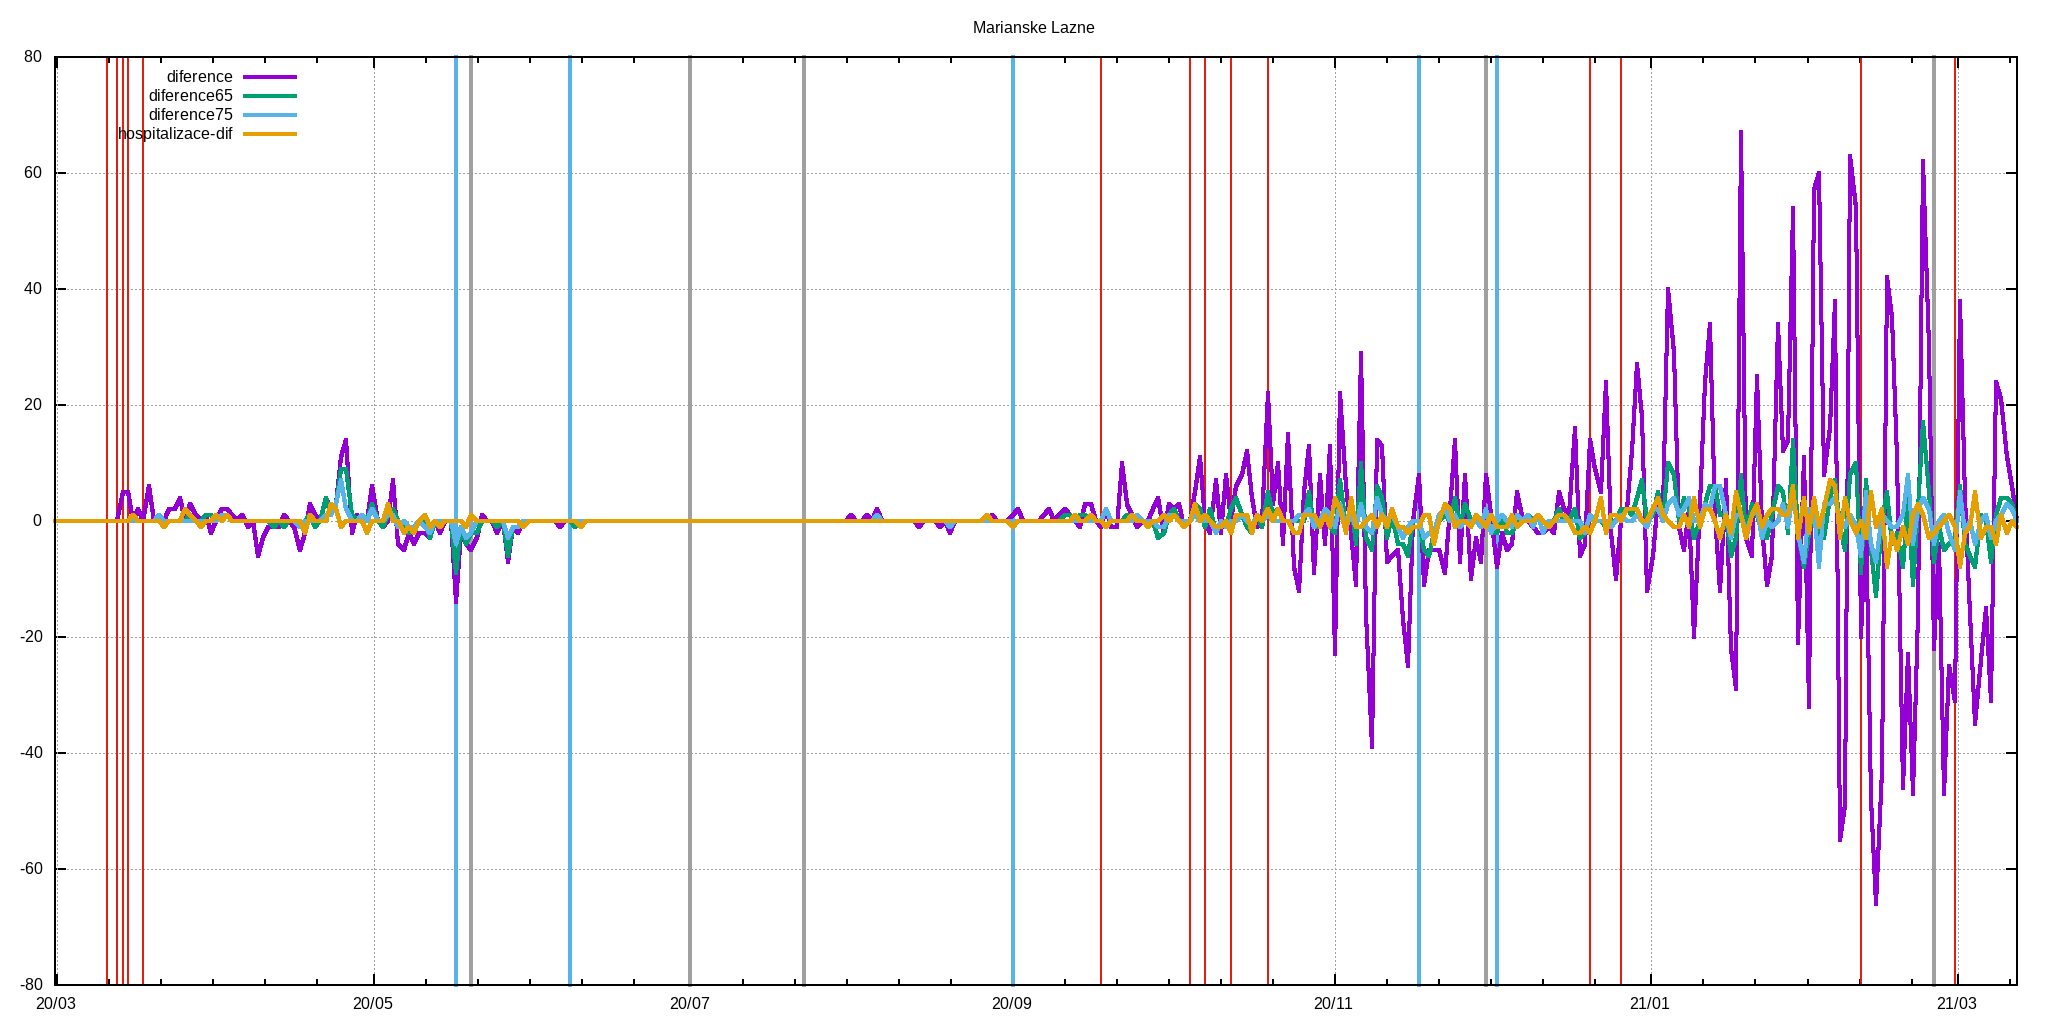 Marianske Lazne
80
diference
diference65
diference75
hospitalizace-dif
60
40
20
0
-20
-40
-60
-80
20/03 20/05 20/07 20/09 20/11 21/01 21/03